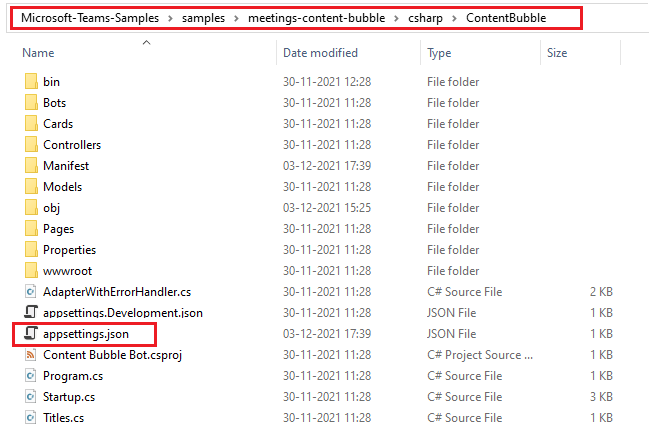 Microsoft-Teams-Samples > samples > meetings-content-bubble > csharp > ContentBubble
Name Date modified Type Size
bin 30-11-2021 12:28 File folder
Bots 30-11-2021 11:28 File folder
Cards 30-11-2021 11:28 File folder
Controllers 30-11-2021 11:28 File folder
Manifest 03-12-2021 17:39 File folder
Models 30-11-2021 11:28 File folder
obj 03-12-2021 15:25 File folder
Pages 30-11-2021 11:28 File folder
Properties 30-11-2021 11:28 File folder
wwwroot 30-11-2021 11:28 File folder
AdapterWithErrorHandler.cs 30-11-2021 11:28 C# Source File 2 KB
appsettings.Development.json 30-11-2021 11:28 JSON File 1 KB
appsettings.json 03-12-2021 17:39 JSON File 1 KB
Content Bubble Bot.csproj 30-11-2021 11:28 C# Project Source ... 1 KB
Program.cs 30-11-2021 11:28 C# Source File 1 KB
Startup.cs 30-11-2021 11:28 C# Source File 3 KB
Titles.cs 30-11-2021 11:28 C# Source File 1 KB